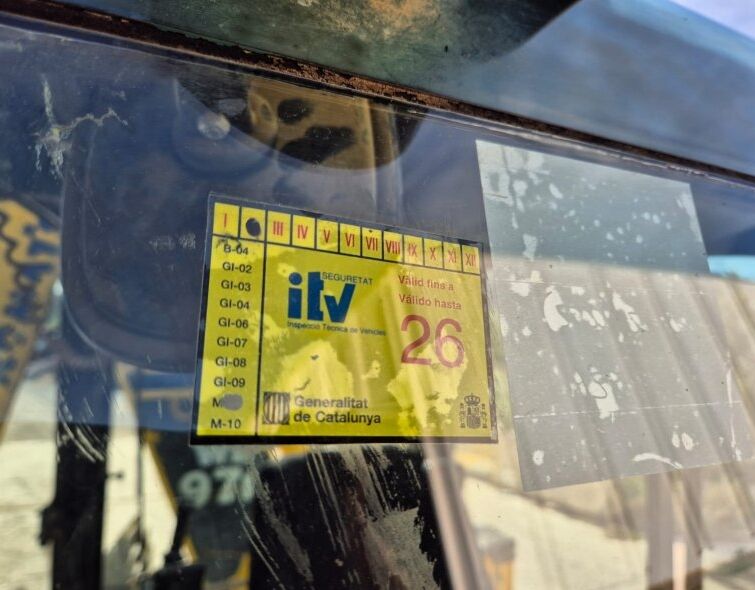 I III IV V VI VII VIII IX X XI XII
B-04
GI-02
GI-03
GI-04
GI-06
GI-07
GI-08
GI-09
M-10
SEGURETAT
itv
Inspecció Tècnica de Vehicles
Vàlid fins a
Válido hasta
26
Generalitat
de Catalunya